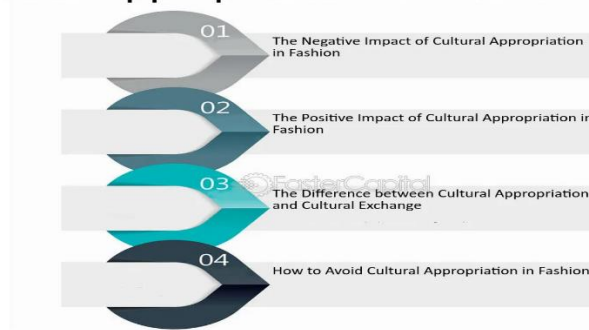 01
The Negative Impact of Cultural Appropriation
in Fashion
02
The Positive Impact of Cultural Appropriation in
Fashion
03
FasterCapital
The Difference between Cultural Appropriation
and Cultural Exchange
04
How to Avoid Cultural Appropriation in Fashion